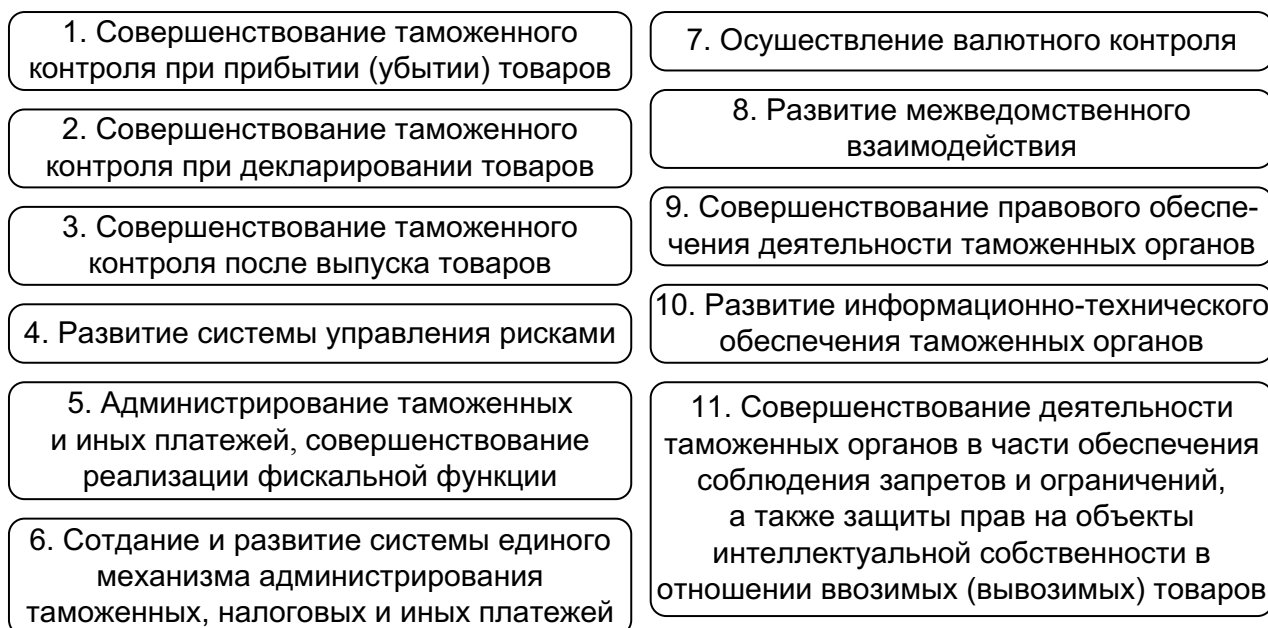 1. Совершенствование таможенного
контроля при прибытии (убытии) товаров
2. Совершенствование таможенного
контроля при декларировании товаров
3. Совершенствование таможенного
контроля после выпуска товаров
4. Развитие системы управления рисками
5. Администрирование таможенных
и иных платежей, совершенствование
реализации фискальной функции
6. Сотдание и развитие системы единого
механизма администрирования
таможенных, налоговых и иных платежей
7. Осушествление валютного контроля
8. Развитие межведомственного
взаимодействия
9. Совершенствование правового обеспе-
чения деятельности таможенных органов
10. Развитие информационно-технического
обеспечения таможенных органов
11. Совершенствование деятельности
таможенных органов в части обеспечения
соблюдения запретов и ограничений,
а также защиты прав на объекты
интеллектуальной собственности в
отношении ввозимых (вывозимых) товаров